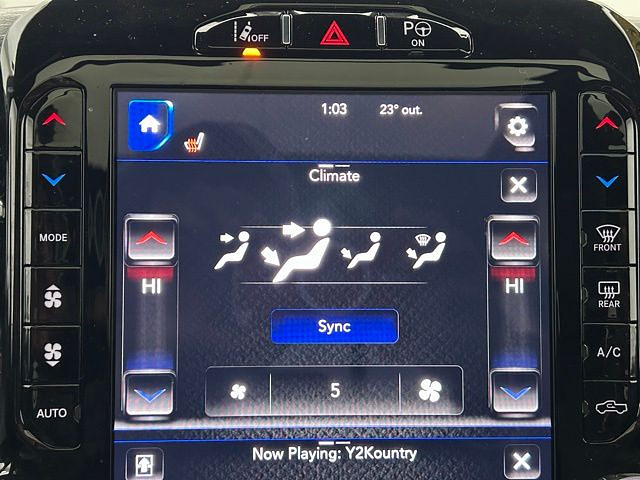 OFF
P
ON
1:03 23° out.
Climate
MODE
FRONT
HI
HI
REAR
Sync
A/C
5
AUTO
Now Playing: Y2Kountry